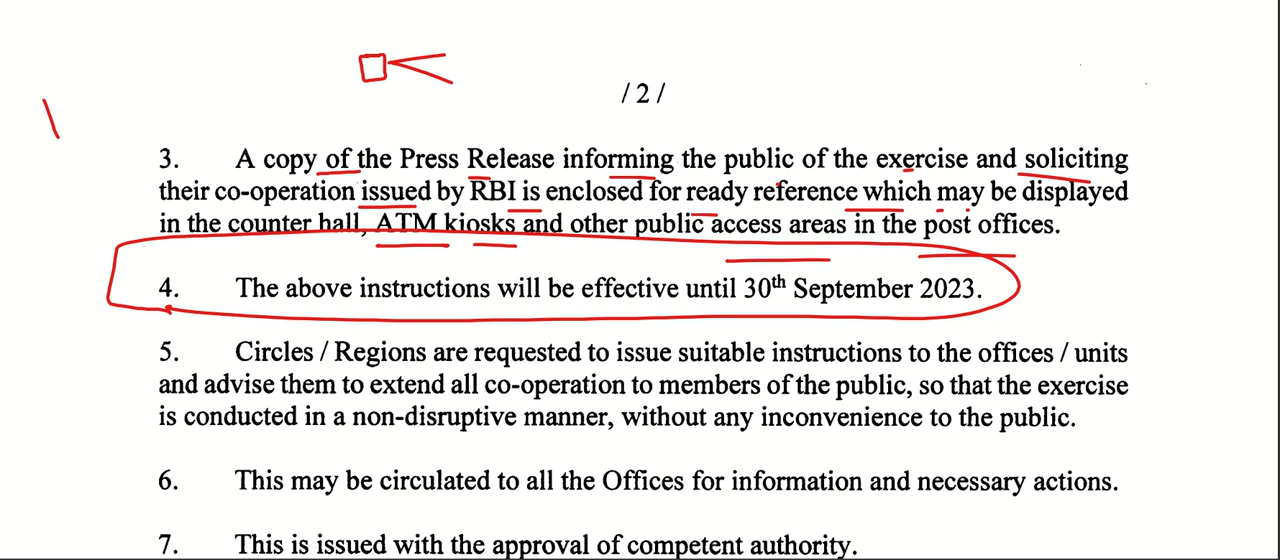 / 2 /
3. A copy of the Press Release informing the public of the exercise and soliciting
their co-operation issued by RBI is enclosed for ready reference which may be displayed
in the counter hall, ATM kiosks and other public access areas in the post offices.
4. The above instructions will be effective until 30th September 2023.
5. Circles / Regions are requested to issue suitable instructions to the offices / units
and advise them to extend all co-operation to members of the public, so that the exercise
is conducted in a non-disruptive manner, without any inconvenience to the public.
6. This may be circulated to all the Offices for information and necessary actions.
7. This is issued with the approval of competent authority.